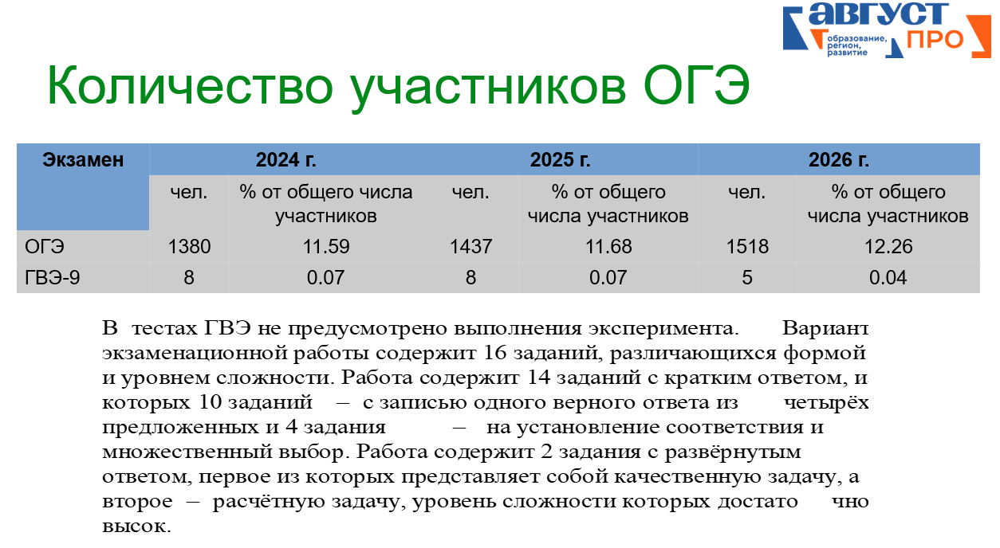 АВГУСТ
ПРО
образование,
регион,
развитие
Количество участников ОГЭ
Экзамен 2024 г. 2025 г. 2026 г.
чел. % от общего числа участников чел. % от общего числа участников чел. % от общего числа участников
ОГЭ 1380 11.59 1437 11.68 1518 12.26
ГВЭ-9 8 0.07 8 0.07 5 0.04
В тестах ГВЭ не предусмотрено выполнения эксперимента. Вариант
экзаменационной работы содержит 16 заданий, различающихся формой
и уровнем сложности. Работа содержит 14 заданий с кратким ответом, и
которых 10 заданий – с записью одного верного ответа из четырёх
предложенных и 4 задания – на установление соответствия и
множественный выбор. Работа содержит 2 задания с развёрнутым
ответом, первое из которых представляет собой качественную задачу, а
второе – расчётную задачу, уровень сложности которых достато чно
высок.